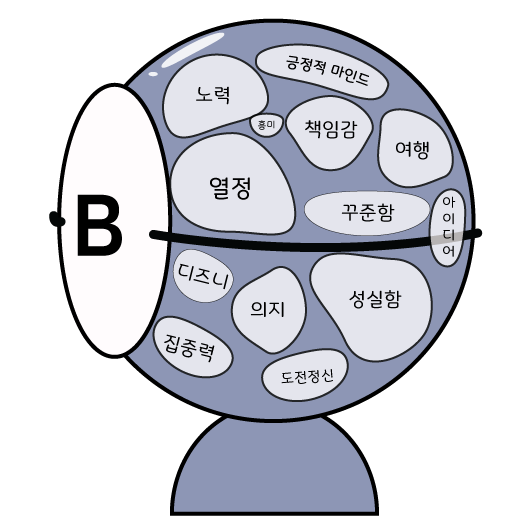 긍정적 마인드
노력
흥미
책임감
여행
열정
꾸준함
아
이
디
어
B
디즈니
의지
성실함
집중력
도전정신